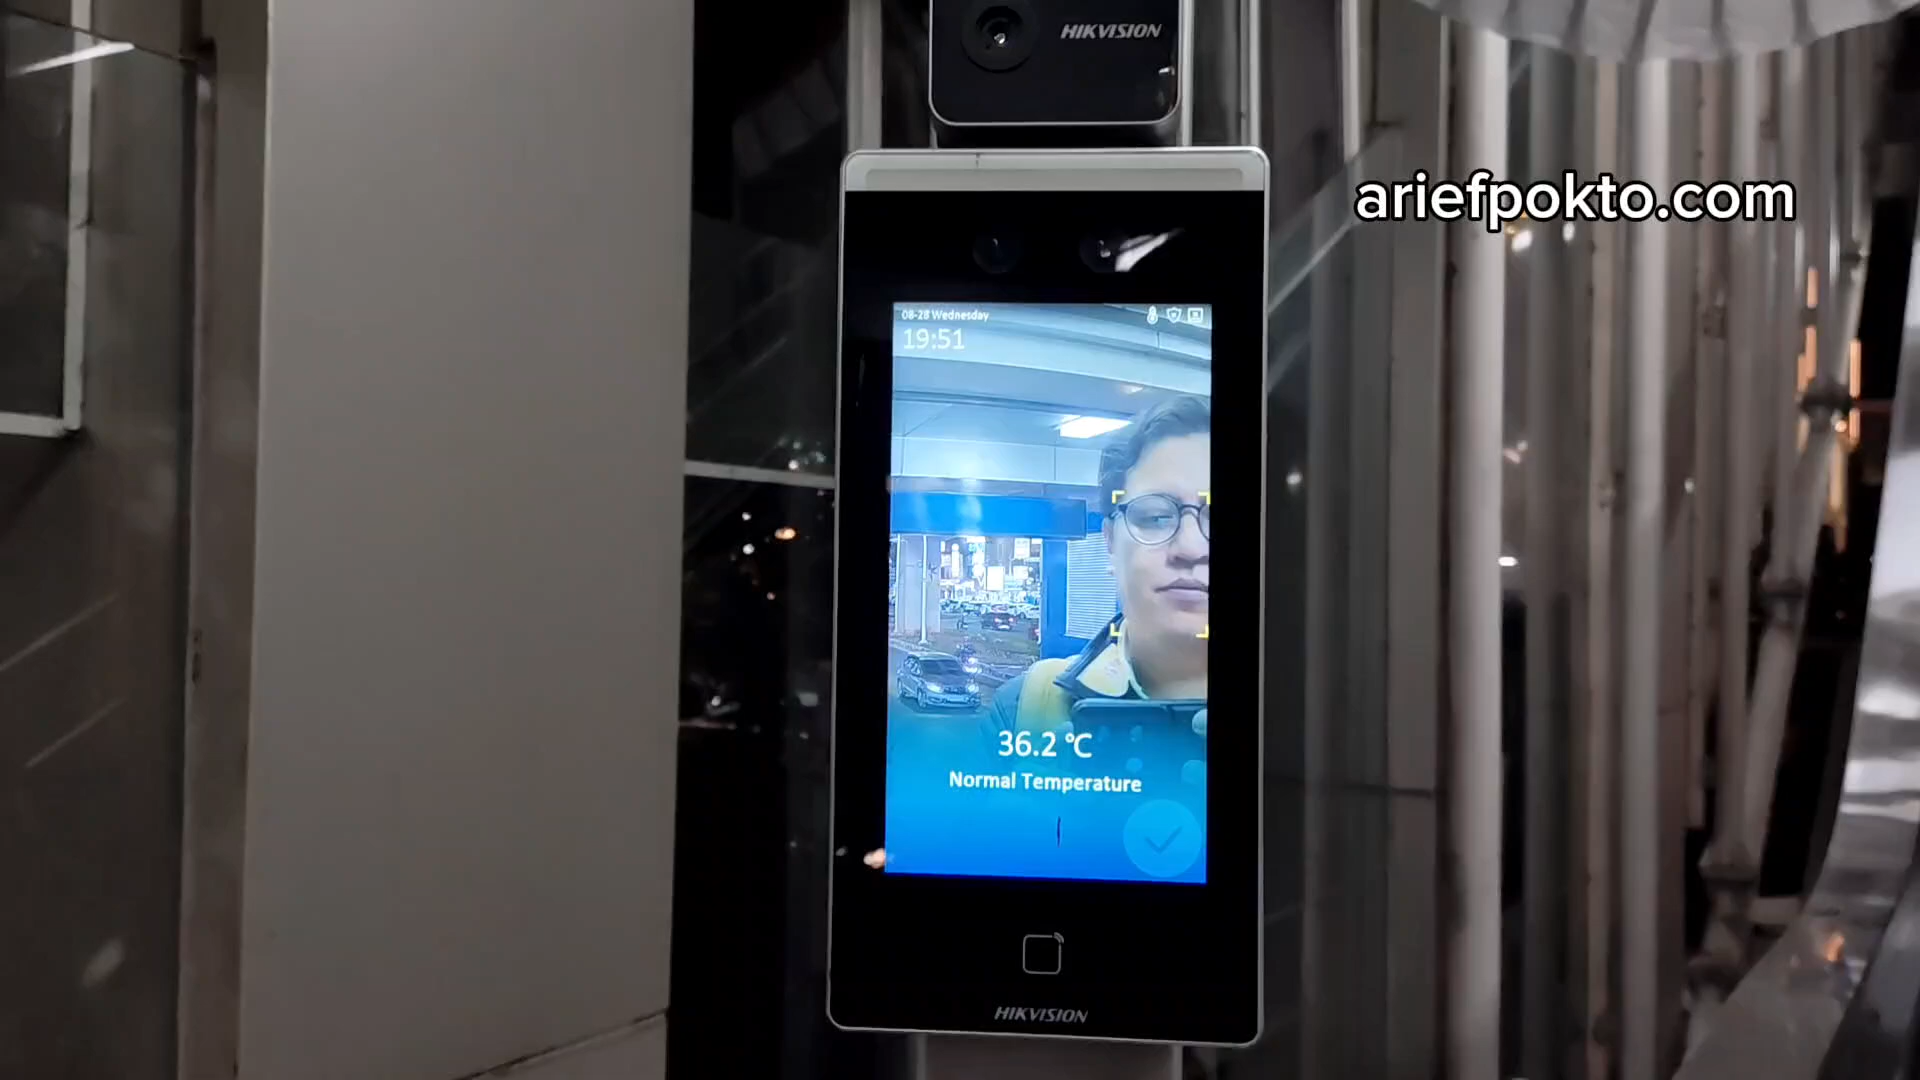 HIKVISION
ariefpokto.com
08-28 Wednesday
19:51
36.2 °C
Normal Temperature
HIKVISION